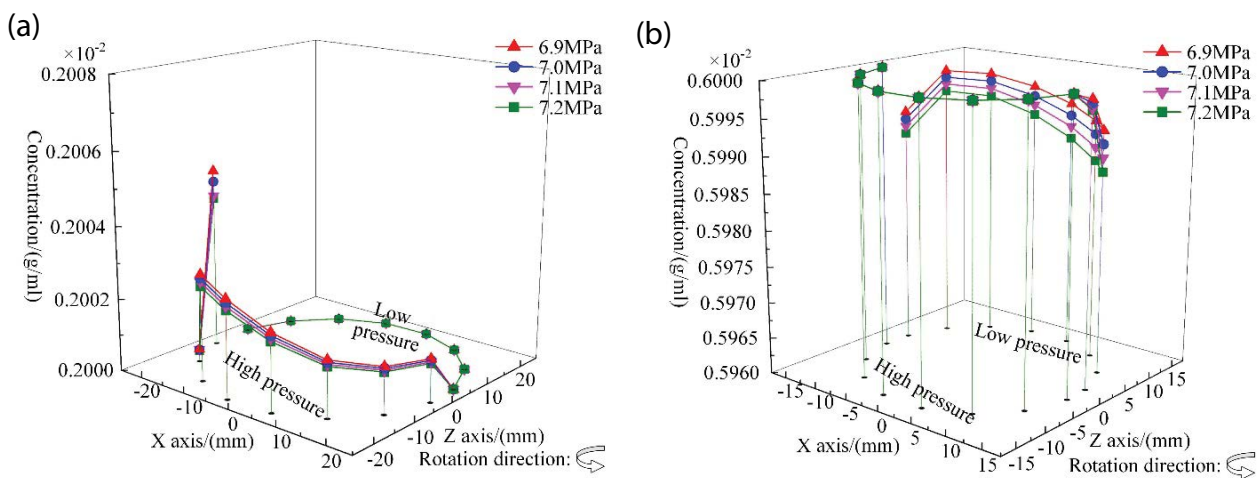 (a)
×10⁻²
0.2008
0.2006
0.2004
0.2002
0.2000
Concentration/(g/ml)
6.9MPa
7.0MPa
7.1MPa
7.2MPa
Low
pressure
High pressure
-20
-10
0
10
20
X axis/(mm)
-20
-10
0
10
20
Z axis/(mm)
Rotation direction:
(b)
×10⁻²
0.6000
0.5995
0.5990
0.5985
0.5980
0.5975
0.5970
0.5965
0.5960
Concentration/(g/ml)
6.9MPa
7.0MPa
7.1MPa
7.2MPa
Low pressure
High pressure
-15
-10
-5
0
5
10
15
X axis/(mm)
-15
-10
-5
0
5
10
15
Z axis/(mm)
Rotation direction: